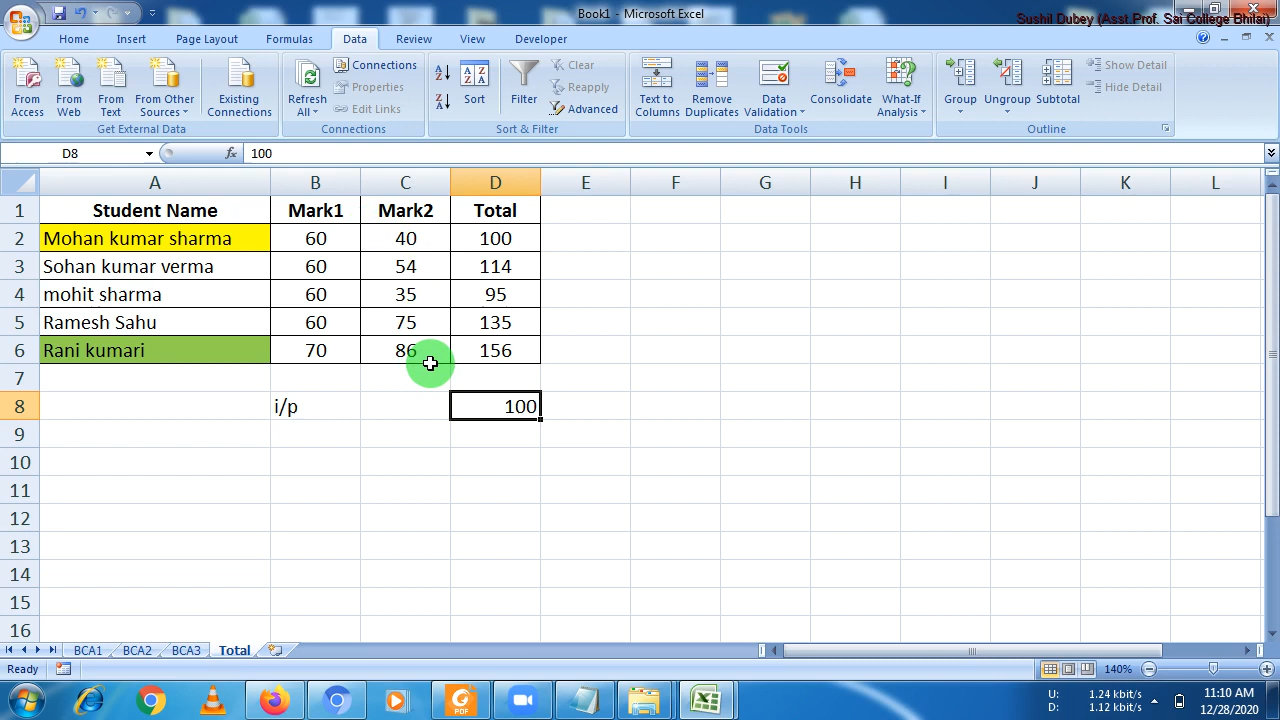 Book1 - Microsoft Excel
Sushil Dubey (Asst.Prof. Sai College Bhilai)
Home Insert Page Layout Formulas Data Review View Developer
From Access
From Web
From Text
From Other Sources
Existing Connections
Get External Data
Refresh All
Connections
Properties
Edit Links
Connections
Sort
Filter
Clear
Reapply
Advanced
Sort & Filter
Text to Columns
Remove Duplicates
Data Validation
Consolidate
What-If Analysis
Data Tools
Group
Ungroup
Subtotal
Show Detail
Hide Detail
Outline
D8 fx 100
A B C D E F G H I J K L
1 Student Name Mark1 Mark2 Total
2 Mohan kumar sharma 60 40 100
3 Sohan kumar verma 60 54 114
4 mohit sharma 60 35 95
5 Ramesh Sahu 60 75 135
6 Rani kumari 70 86 156
7
8 i/p 100
9
10
11
12
13
14
15
16
BCA1 BCA2 BCA3 Total
Ready 140%
PDF
U: 1.24 kbit/s
D: 1.12 kbit/s
11:10 AM
12/28/2020